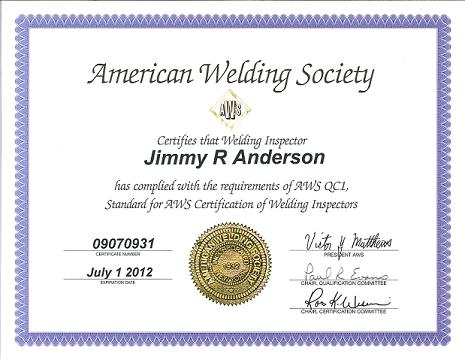 American Welding Society
AWS
Certifies that Welding Inspector
Jimmy R Anderson
has complied with the requirements of AWS QC1,
Standard for AWS Certification of Welding Inspectors
09070931
CERTIFICATE NUMBER
July 1 2012
EXPIRATION DATE
Victor Y Matthews
PRESIDENT AWS
Paul R Evans
CHAIR, QUALIFICATION COMMITTEE
CHAIR, CERTIFICATION COMMITTEE